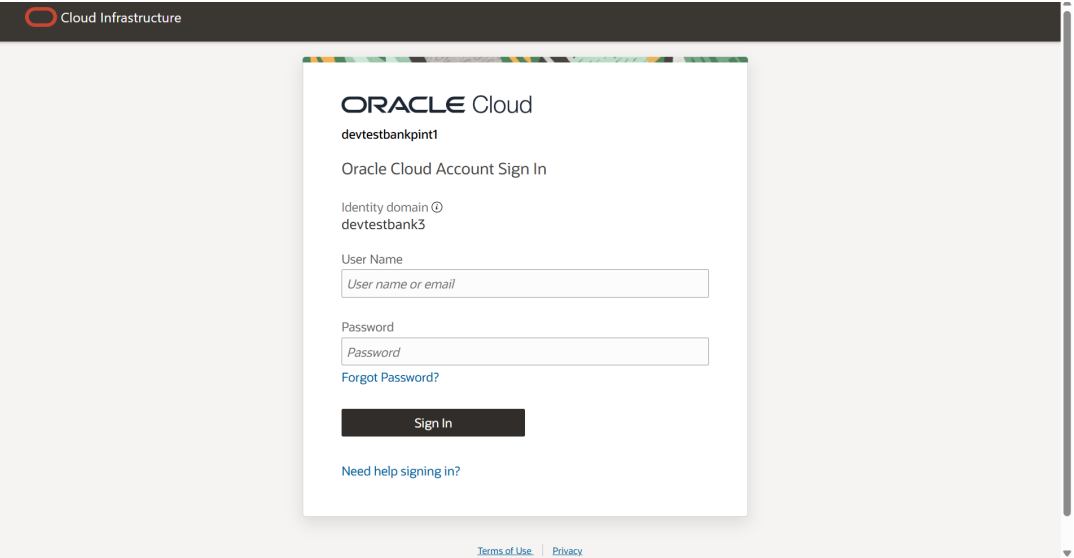 Cloud Infrastructure
ORACLE Cloud
devtestbankpint1
Oracle Cloud Account Sign In
Identity domain
devtestbank3
User Name
User name or email
Password
Password
Forgot Password?
Sign In
Need help signing in?
Terms of Use Privacy